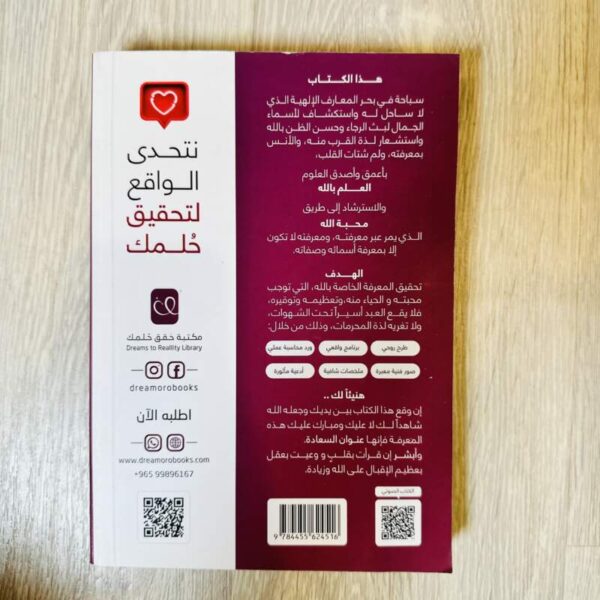 هذا الكتاب
سباحة في بحر المعارف الإلهية الذي
لا ساحل له واستكشاف لأسماء
الجمال لبث الرجاء وحسن الظن بالله
واستشعار لذة القرب منه، والأنس
بمعرفته، ولم شتات القلب،
بأعمق وأصدق العلوم
العلم بالله
والاسترشاد إلى طريق
محبة الله
الذي يمر عبر معرفته، ومعرفته لا تكون
إلا بمعرفة أسمائه وصفاته.
الهدف
تحقيق المعرفة الخاصة بالله، التي توجب
محبته و الحياء منه،وتعظيمه وتوقيره،
فلا يقع العبد أسيراً تحت الشهوات،
ولا تغريه لذة المحرمات، وذلك من خلال:
طرح روحي
برنامج واقعي
ورد محاسبة عملي
صور فنية معبرة
ملخصات شافية
أدعية مأثورة
هنيئاً لك ..
إن وقع هذا الكتاب بين يديك وجعله الله
شاهداً لك لا عليك ومبارك عليك هذه
المعرفة فإنها عنوان السعادة.
وأبشر إن قرأت بقلبٍ و وعيت بعقل
بعظيم الإقبال على الله وزيادة.
الكتاب الصوتي
9 784455 624516
نتحدى
الواقع
لتحقيق
حُلمك
مكتبة حقق حُلمك
Dreams to Reality Library
dreamorobooks
اطلبه الآن
www.dreamorobooks.com
+965 99896167